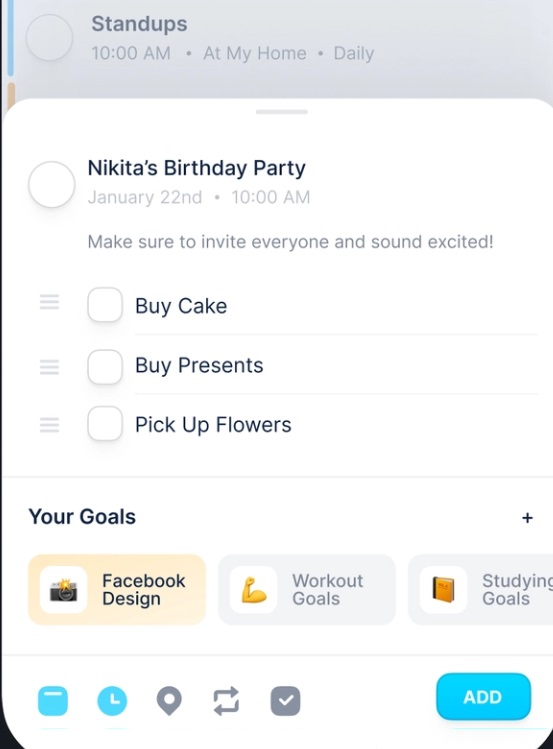 Standups
10:00 AM • At My Home • Daily
Nikita’s Birthday Party
January 22nd • 10:00 AM
Make sure to invite everyone and sound excited!
Buy Cake
Buy Presents
Pick Up Flowers
Your Goals +
Facebook
Design
Workout
Goals
Studying
Goals
ADD